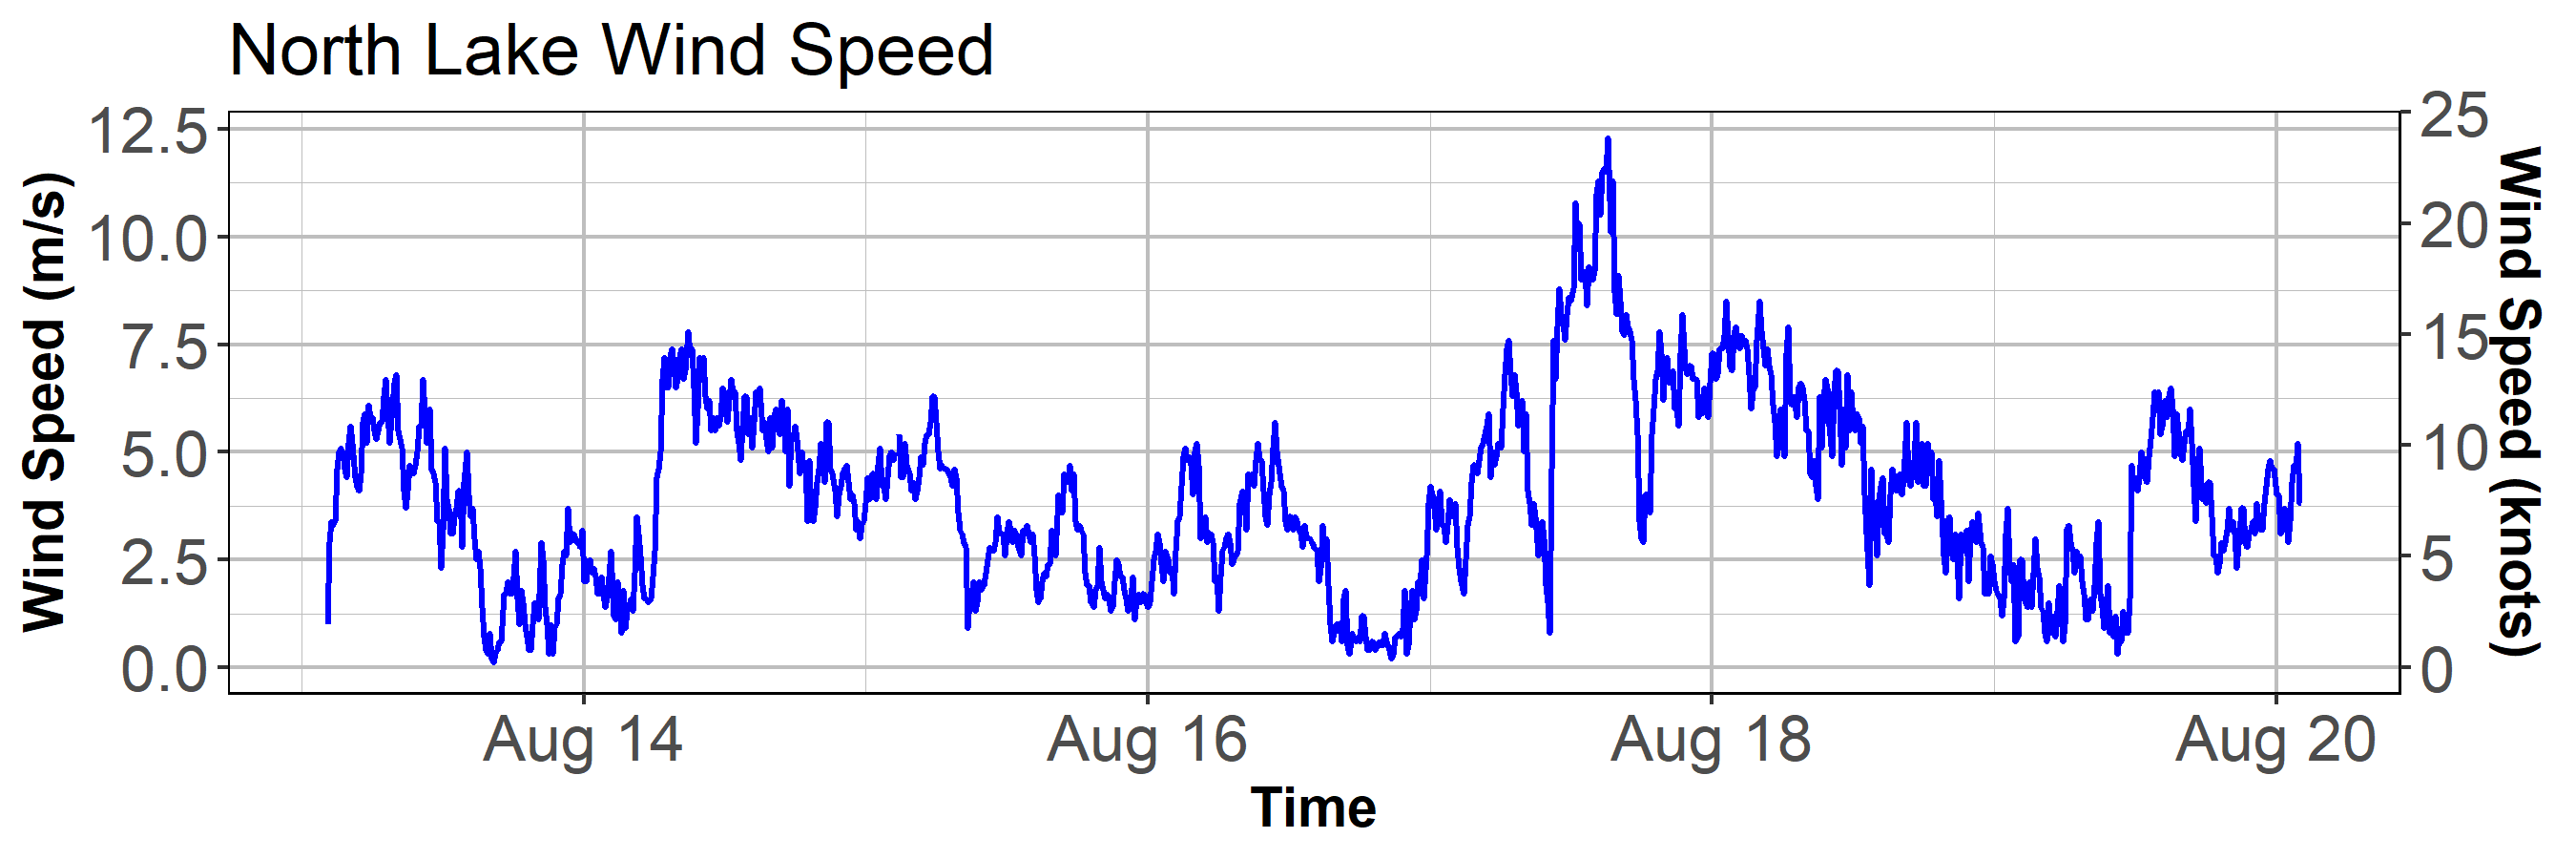 North Lake Wind Speed
Wind Speed (m/s)
12.5
10.0
7.5
5.0
2.5
0.0
25
20
15
10
5
0
Wind Speed (knots)
Aug 14
Aug 16
Aug 18
Aug 20
Time